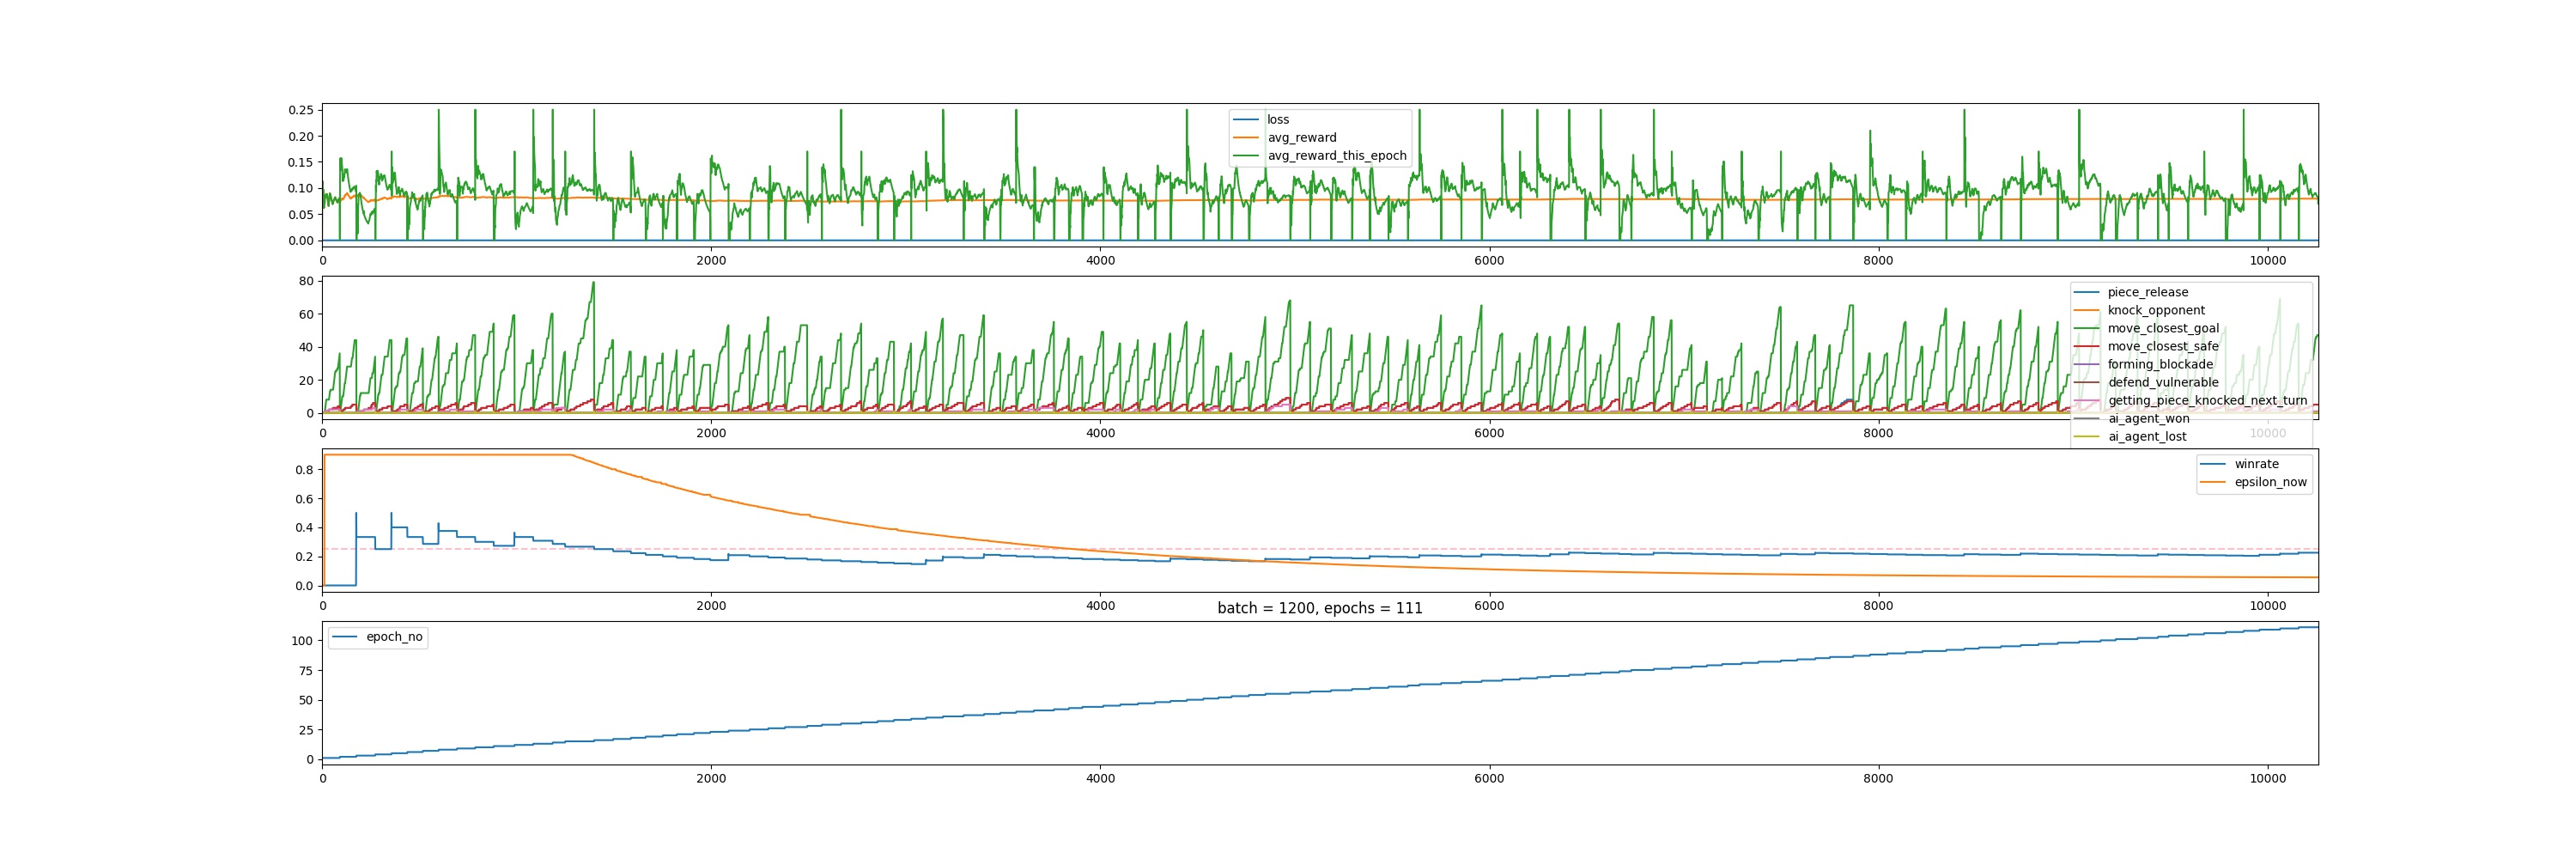 0.25
0.20
0.15
0.10
0.05
0.00
loss
avg_reward
avg_reward_this_epoch
0 2000 4000 6000 8000 10000
80
60
40
20
0
piece_release
knock_opponent
move_closest_goal
move_closest_safe
forming_blockade
defend_vulnerable
getting_piece_knocked_next_turn
ai_agent_won
ai_agent_lost
0 2000 4000 6000 8000 10000
0.8
0.6
0.4
0.2
0.0
winrate
epsilon_now
0 2000 4000 6000 8000 10000
batch = 1200, epochs = 111
100
75
50
25
0
epoch_no
0 2000 4000 6000 8000 10000